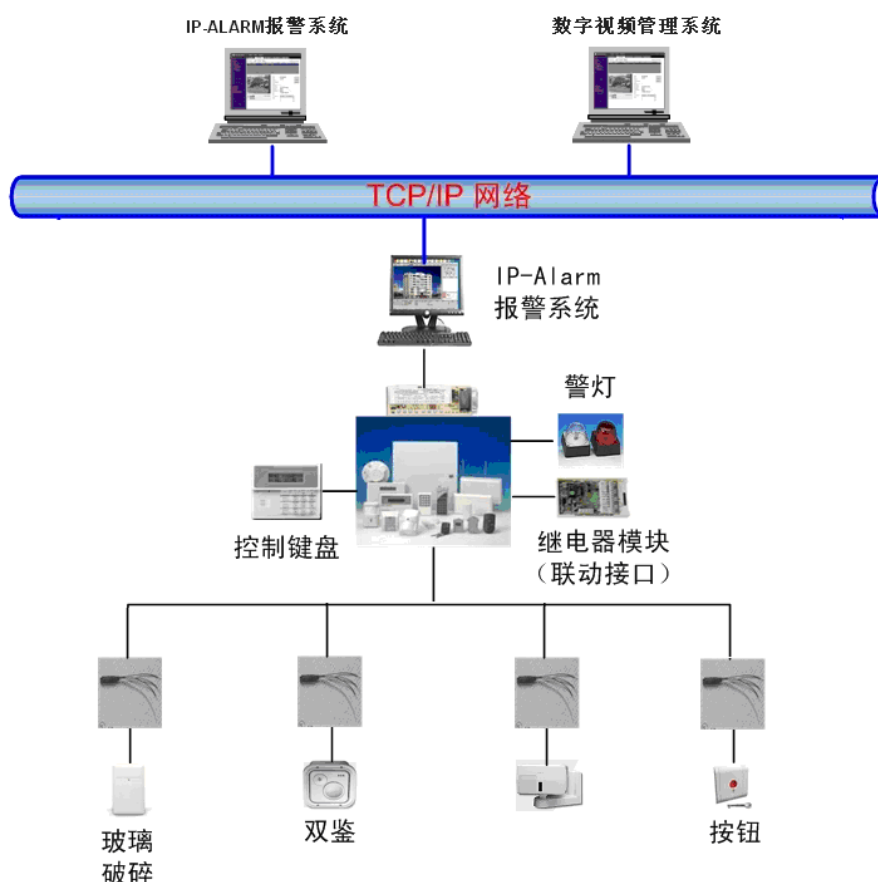 IP-ALARM报警系统
数字视频管理系统
TCP/IP 网络
IP-Alarm
报警系统
警灯
控制键盘
继电器模块
（联动接口）
玻璃
破碎
双鉴
按钮